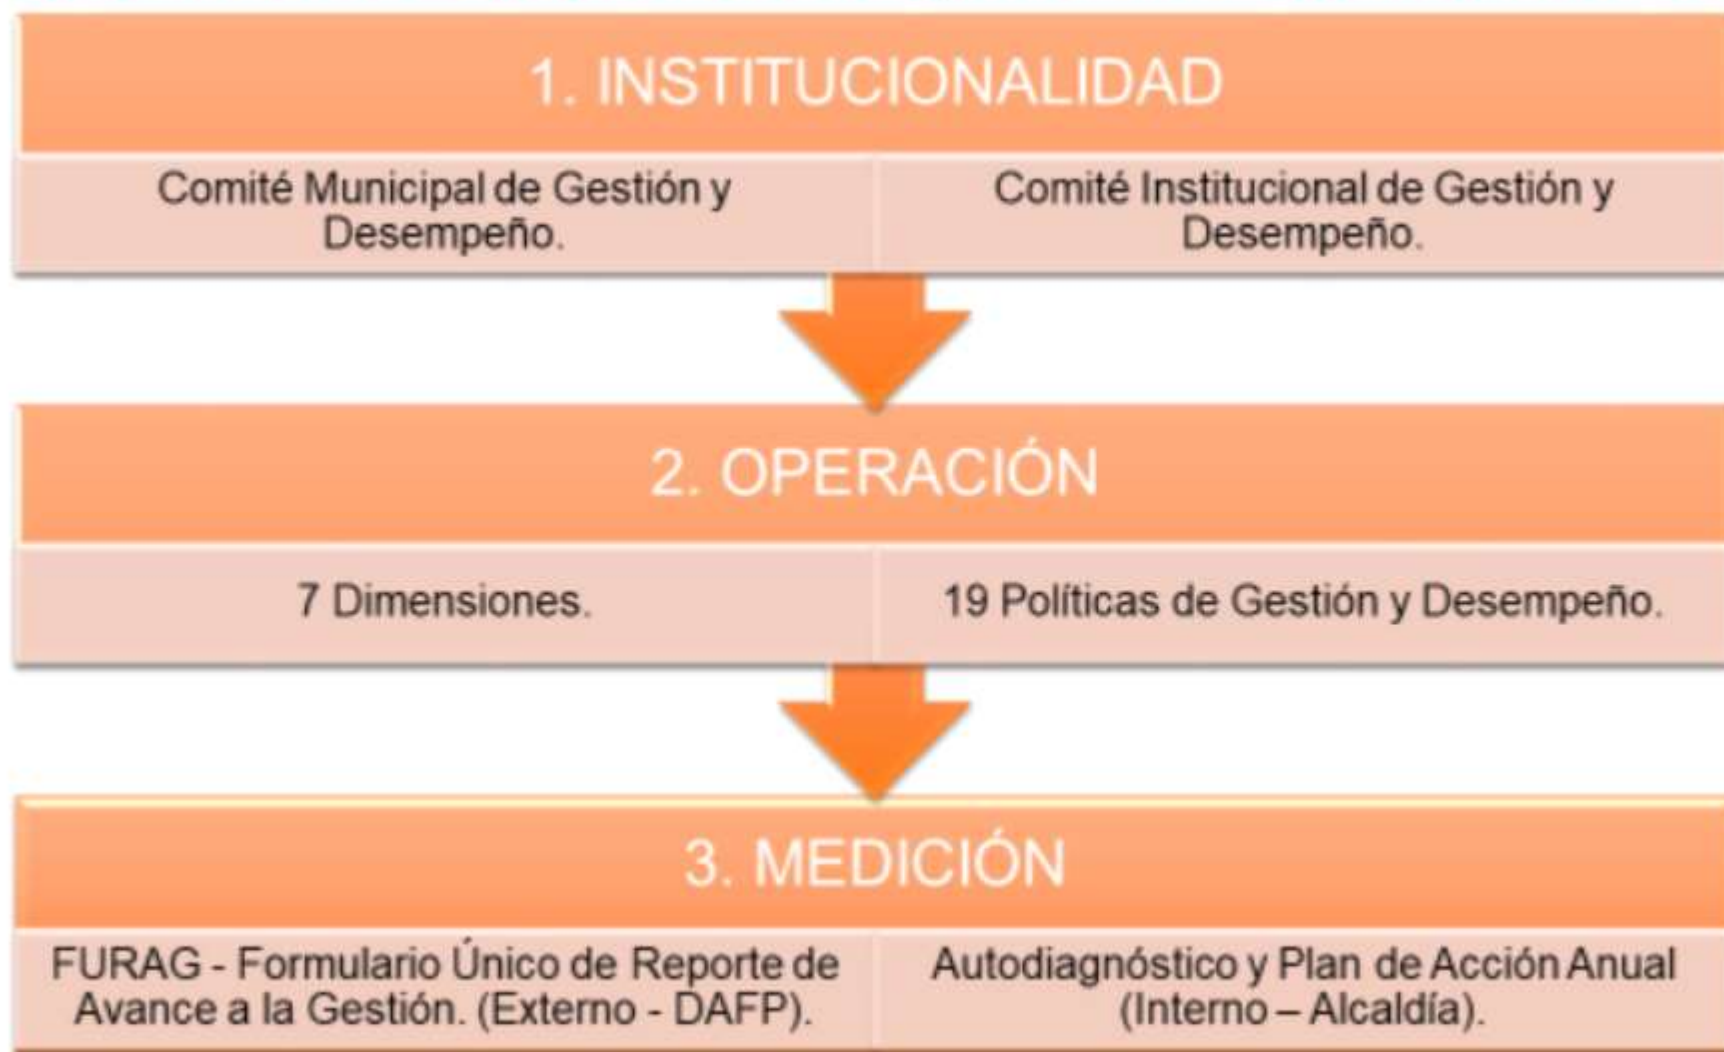 1. INSTITUCIONALIDAD
Comité Municipal de Gestión y
Desempeño.
Comité Institucional de Gestión y
Desempeño.
2. OPERACIÓN
7 Dimensiones.
19 Políticas de Gestión y Desempeño.
3. MEDICIÓN
FURAG - Formulario Único de Reporte de
Avance a la Gestión. (Externo - DAFP).
Autodiagnóstico y Plan de Acción Anual
(Interno – Alcaldía).